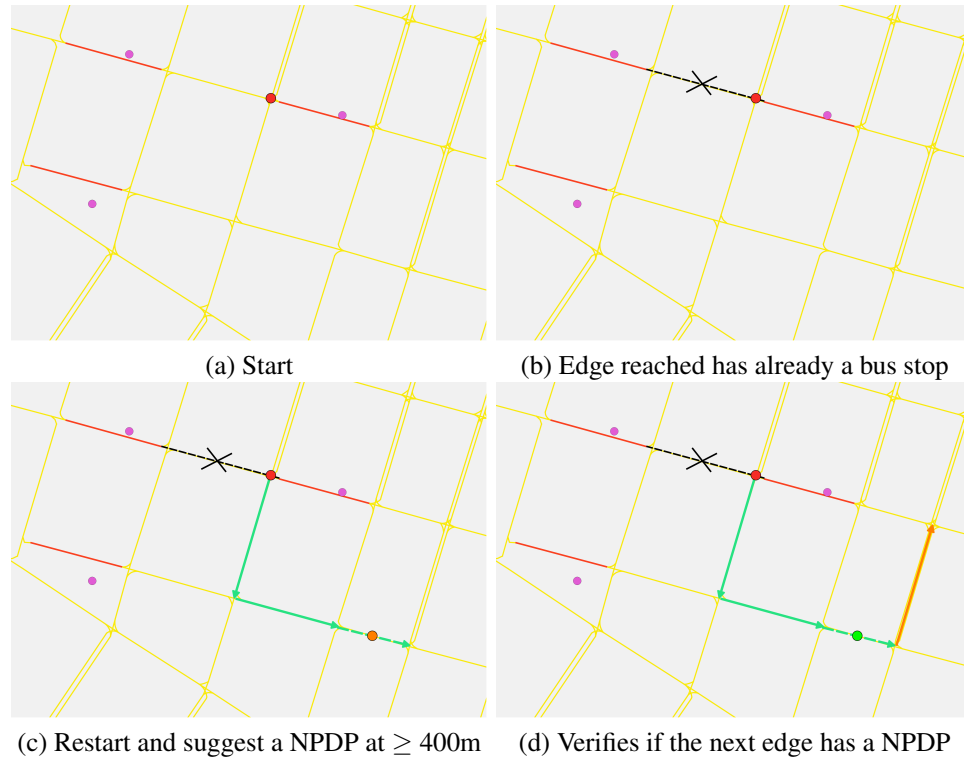 (a) Start
(b) Edge reached has already a bus stop
(c) Restart and suggest a NPDP at ≥ 400m
(d) Verifies if the next edge has a NPDP